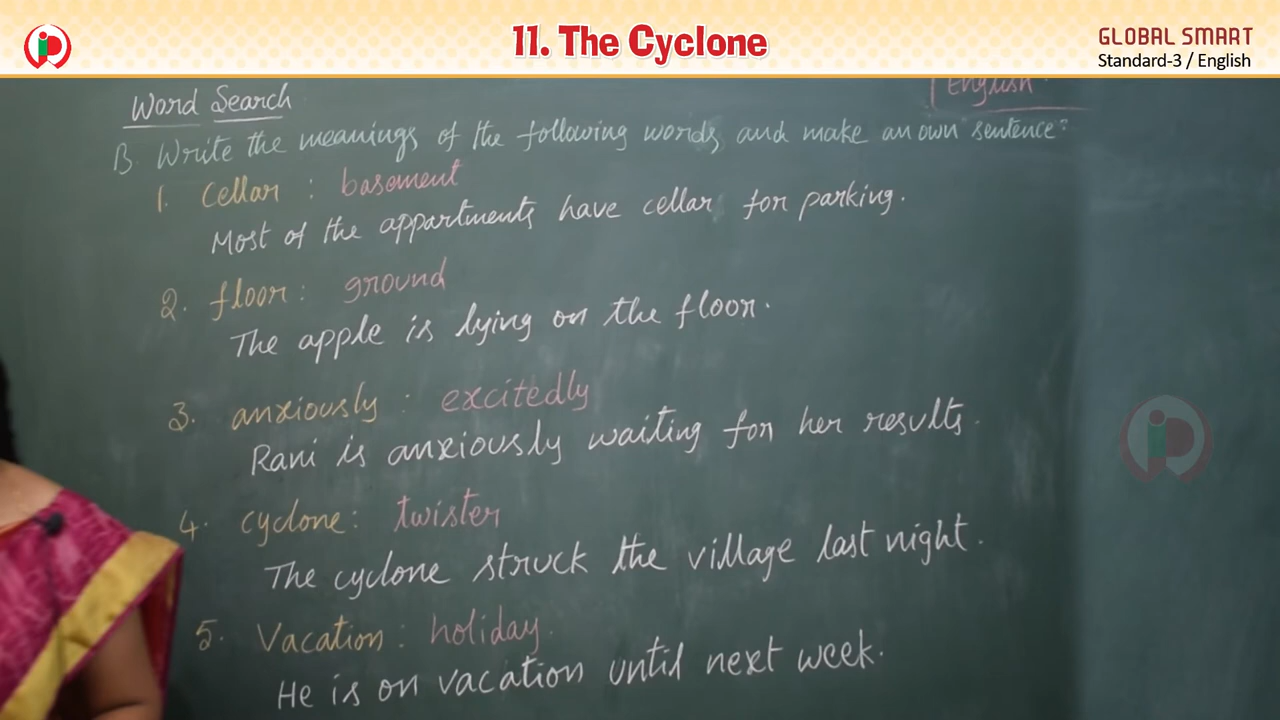 11. The Cyclone
GLOBAL SMART
Standard-3 / English
English
Word Search
B. Write the meanings of the following words, and make an own sentence:
1. Cellar : basement
Most of the appartments have cellar for parking.
2. floor : ground
The apple is lying on the floor.
3. anxiously : excitedly
Rani is anxiously waiting for her results.
4. cyclone : twister
The cyclone struck the village last night.
5. Vacation : holiday.
He is on vacation until next week.